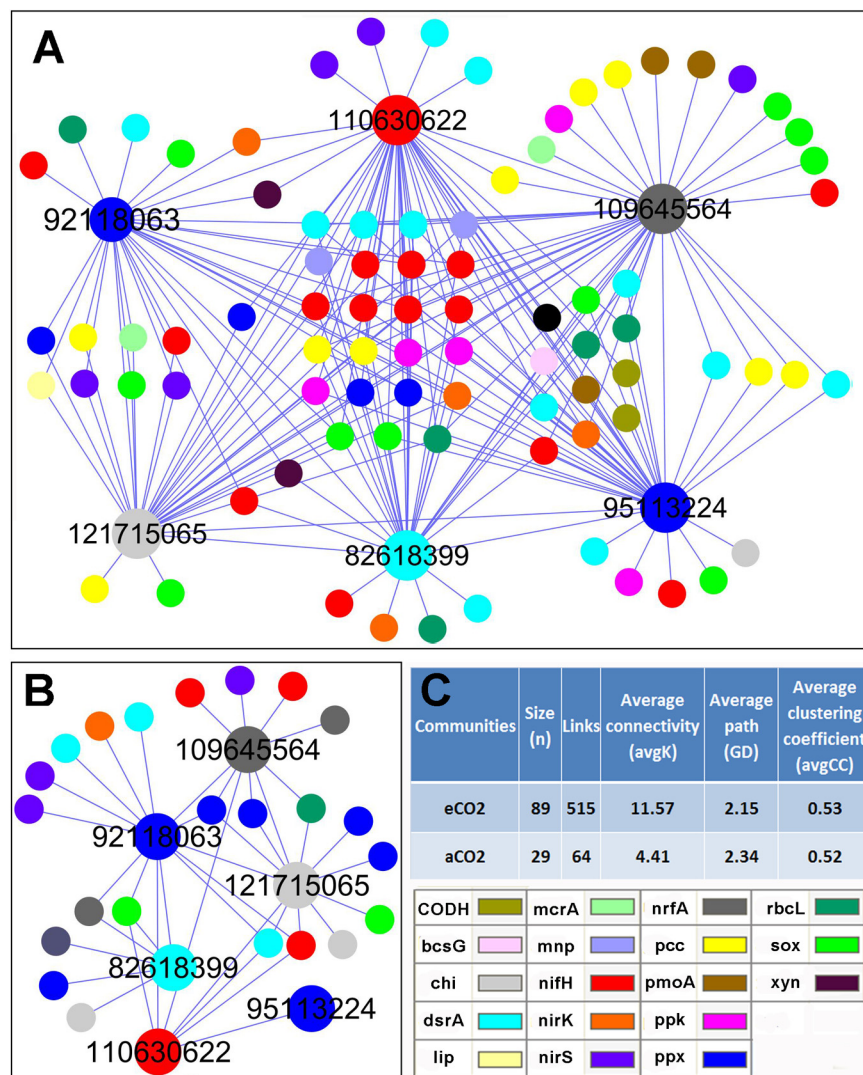 A
110630622
92118063
109645564
121715065
82618399
95113224
B
109645564
92118063
121715065
82618399
95113224
110630622
C
Communities Size (n) Links Average connectivity (avgK) Average path (GD) Average clustering coefficient (avgCC)
eCO2 89 515 11.57 2.15 0.53
aCO2 29 64 4.41 2.34 0.52
CODH mcrA nrfA rbcL
bcsG mnp pcc sox
chi nifH pmoA xyn
dsrA nirK ppk
lip nirS ppx